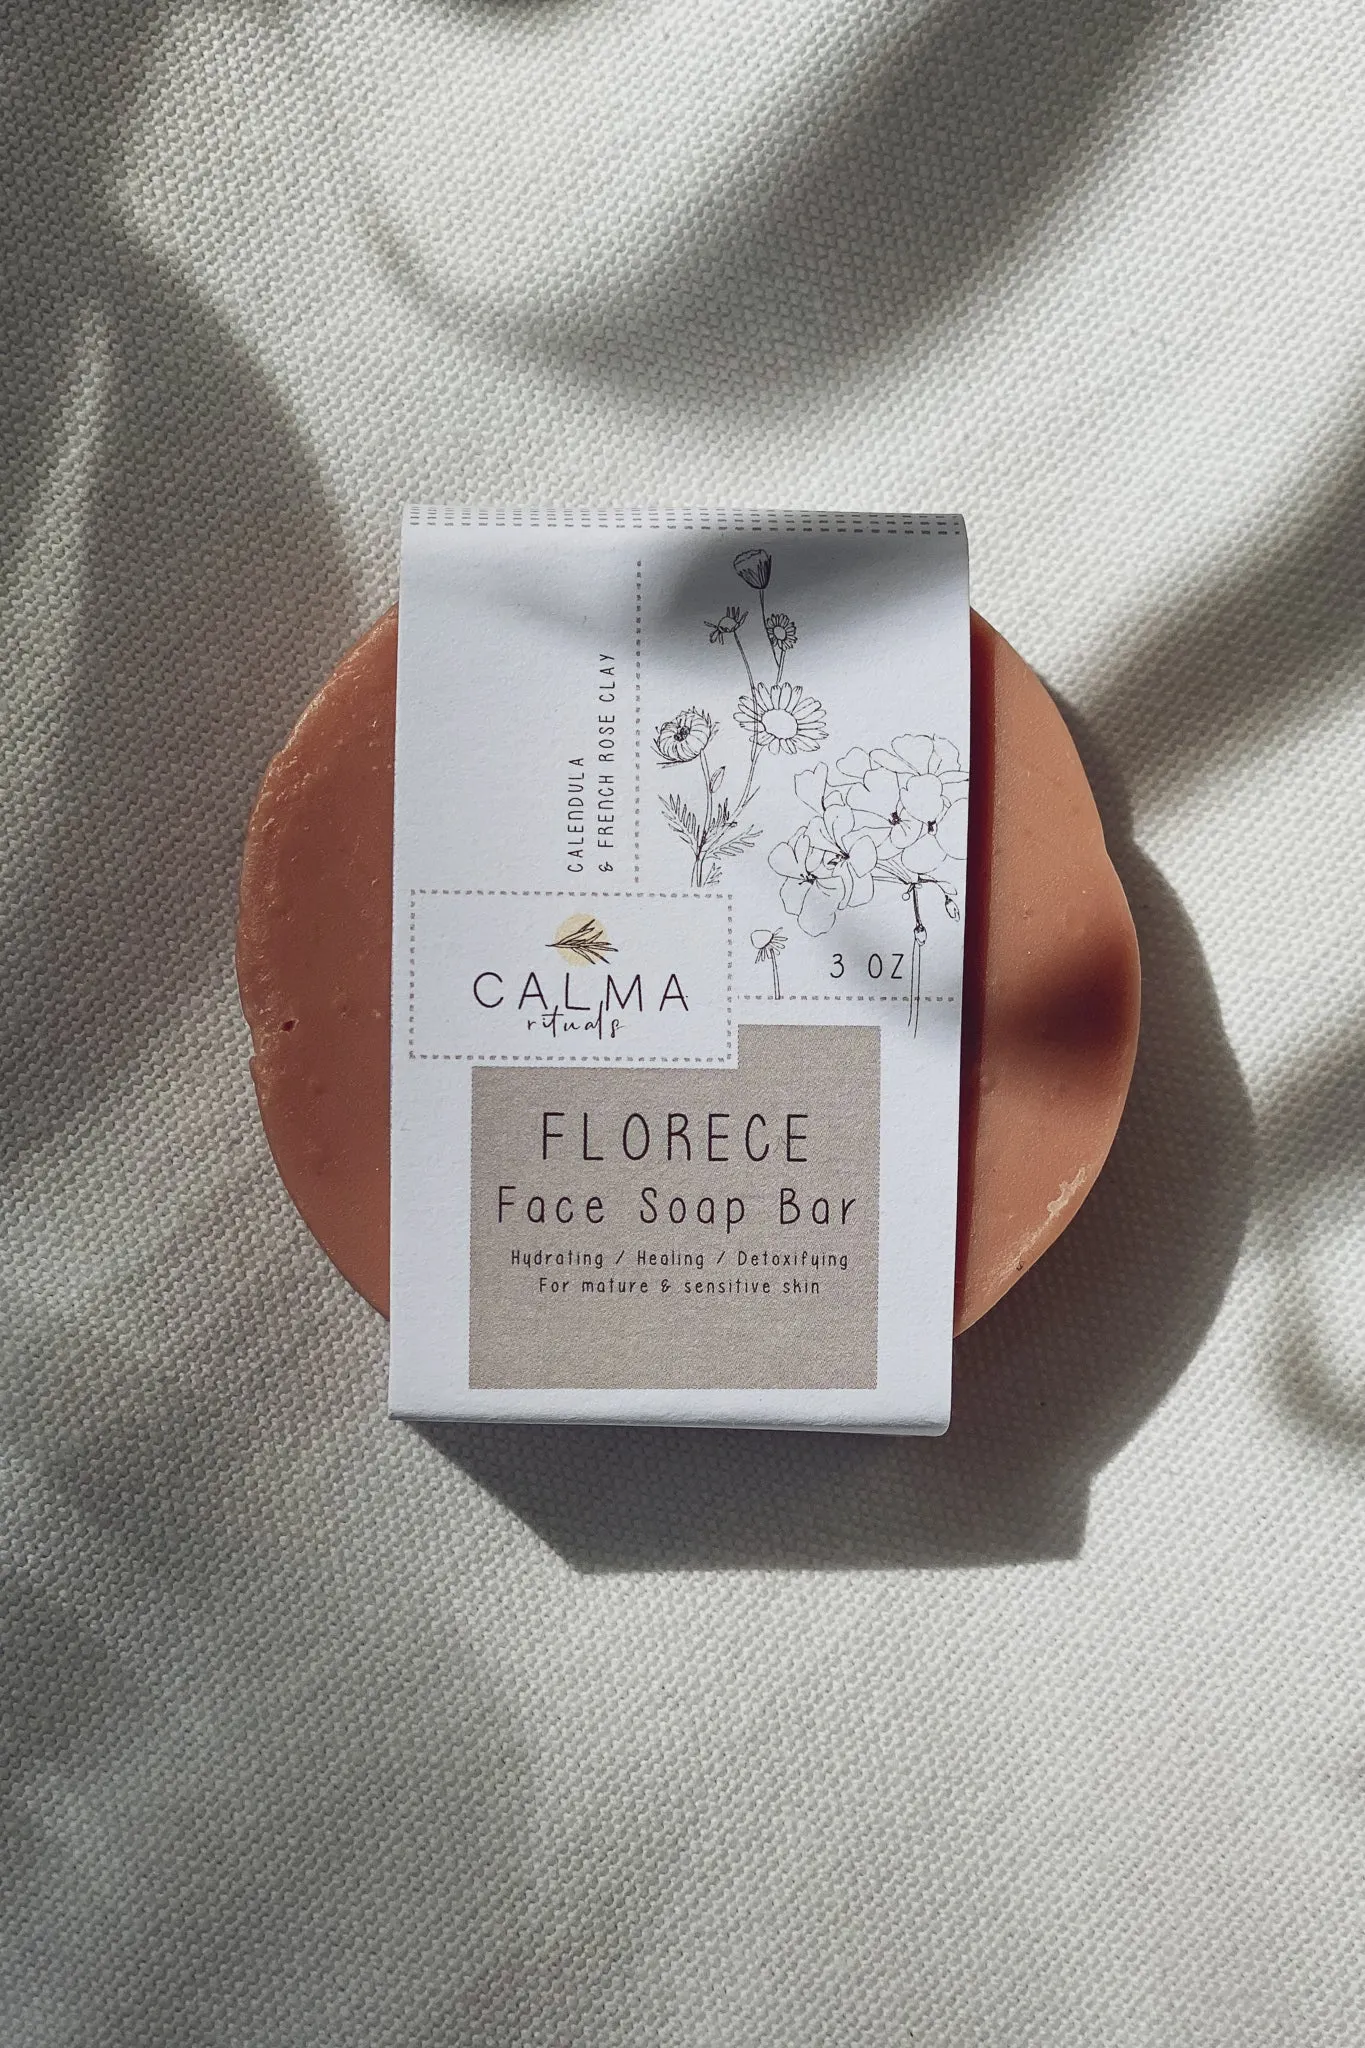 CALENDULA
& FRENCH ROSE CLAY
CALMA
rituals
3 OZ
FLORECE
Face Soap Bar
Hydrating / Healing / Detoxifying
For mature & sensitive skin